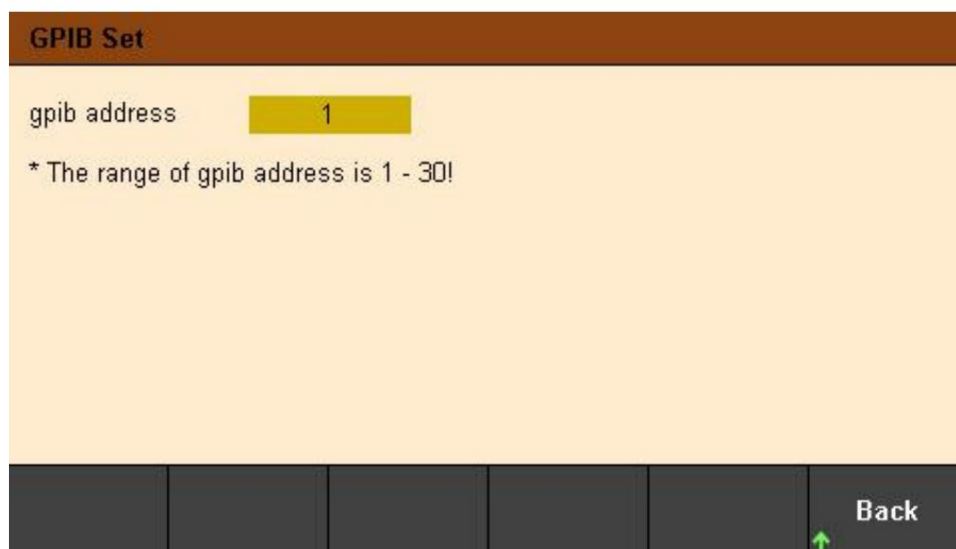 GPIB Set
gpib address 1
* The range of gpib address is 1 - 30!
Back